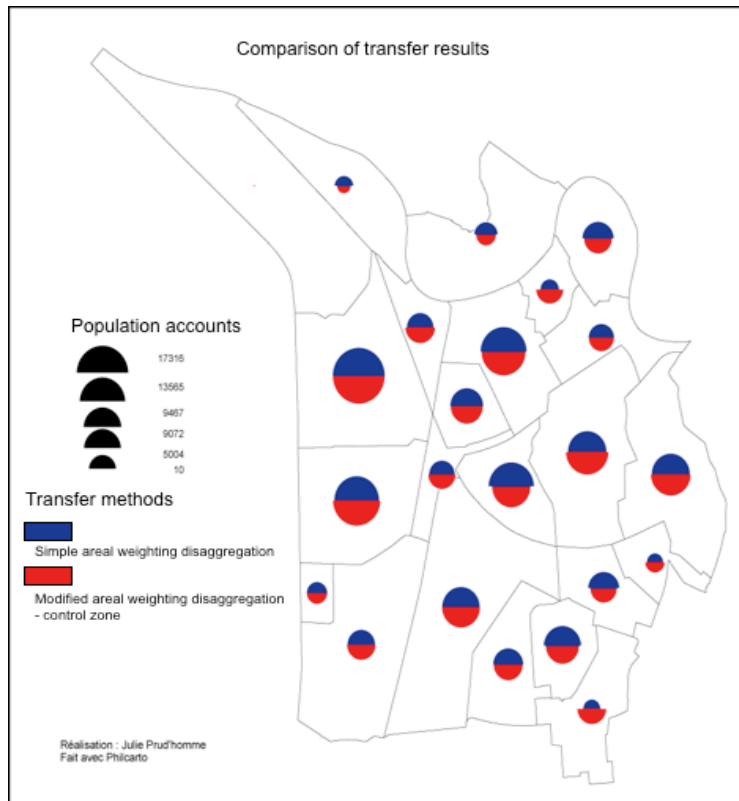 Comparison of transfer results
Population accounts
17316
13565
9467
9072
5004
10
Transfer methods
Simple areal weighting disaggregation
Modified areal weighting disaggregation
- control zone
Réalisation : Julie Prud'homme
Fait avec Philcarto